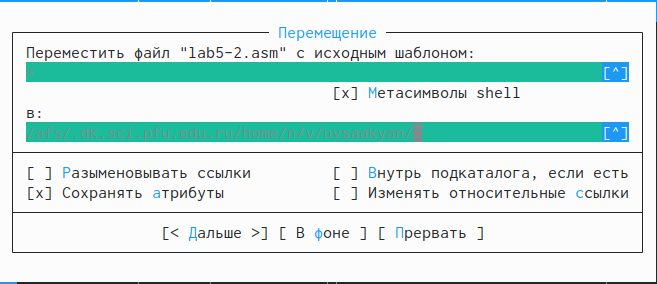 Перемещение
Переместить файл "lab5-2.asm" с исходным шаблоном:
* [^]
[x] Метасимволы shell
в:
/afs/.dk.sci.pfu.edu.ru/home/n/v/nvsaakyan/ [^]
[ ] Разыменовывать ссылки [ ] Внутрь подкаталога, если есть
[x] Сохранять атрибуты [ ] Изменять относительные ссылки
[< Дальше >] [ В фоне ] [ Прервать ]